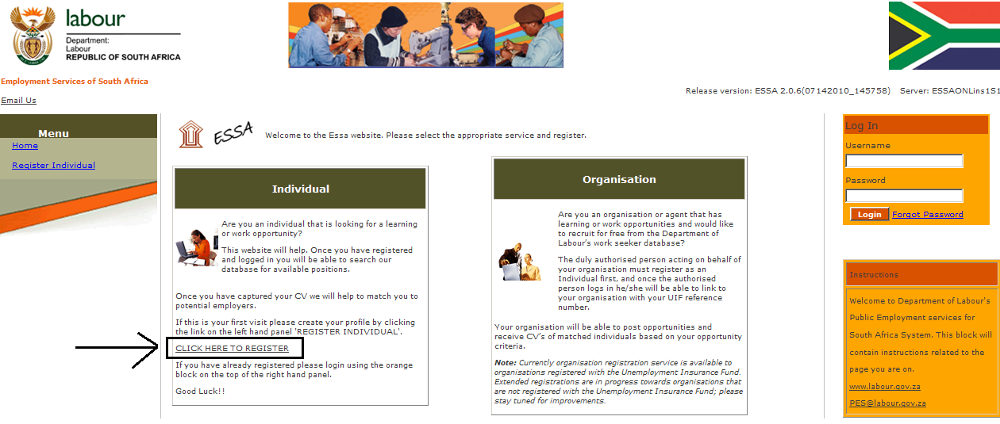 labour
Department:
Labour
REPUBLIC OF SOUTH AFRICA
Employment Services of South Africa
Email Us
Release version: ESSA 2.0.6(07142010_145758) Server: ESSAONLins1S1
Menu
Home
Register Individual
ESSA
Welcome to the Essa website. Please select the appropriate service and register.
Individual
Are you an individual that is looking for a learning
or work opportunity?
This website will help. Once you have registered
and logged in you will be able to search our
database for available positions.
Once you have captured your CV we will help to match you to
potential employers.
If this is your first visit please create your profile by clicking
the link on the left hand panel 'REGISTER INDIVIDUAL'.
CLICK HERE TO REGISTER
If you have already registered please login using the orange
block on the top of the right hand panel.
Good Luck!!
Organisation
Are you an organisation or agent that has
learning or work opportunities and would like
to recruit for free from the Department of
Labour's work seeker database?
The duly authorised person acting on behalf of
your organisation must register as an
Individual first, and once the authorised
person logs in he/she will be able to link to
your organisation with your UIF reference
number.
Your organisation will be able to post opportunities and
receive CV's of matched individuals based on your opportunity
criteria.
Note: Currently organisation registration service is available to
organisations registered with the Unemployment Insurance Fund.
Extended registrations are in progress towards organisations that
are not registered with the Unemployment Insurance Fund; please
stay tuned for improvements.
Log In
Username
Password
Login Forgot Password
Instructions
Welcome to Department of Labour's
Public Employment services for
South Africa System. This block will
contain instructions related to the
page you are on.
www.labour.gov.za
PES@labour.gov.za